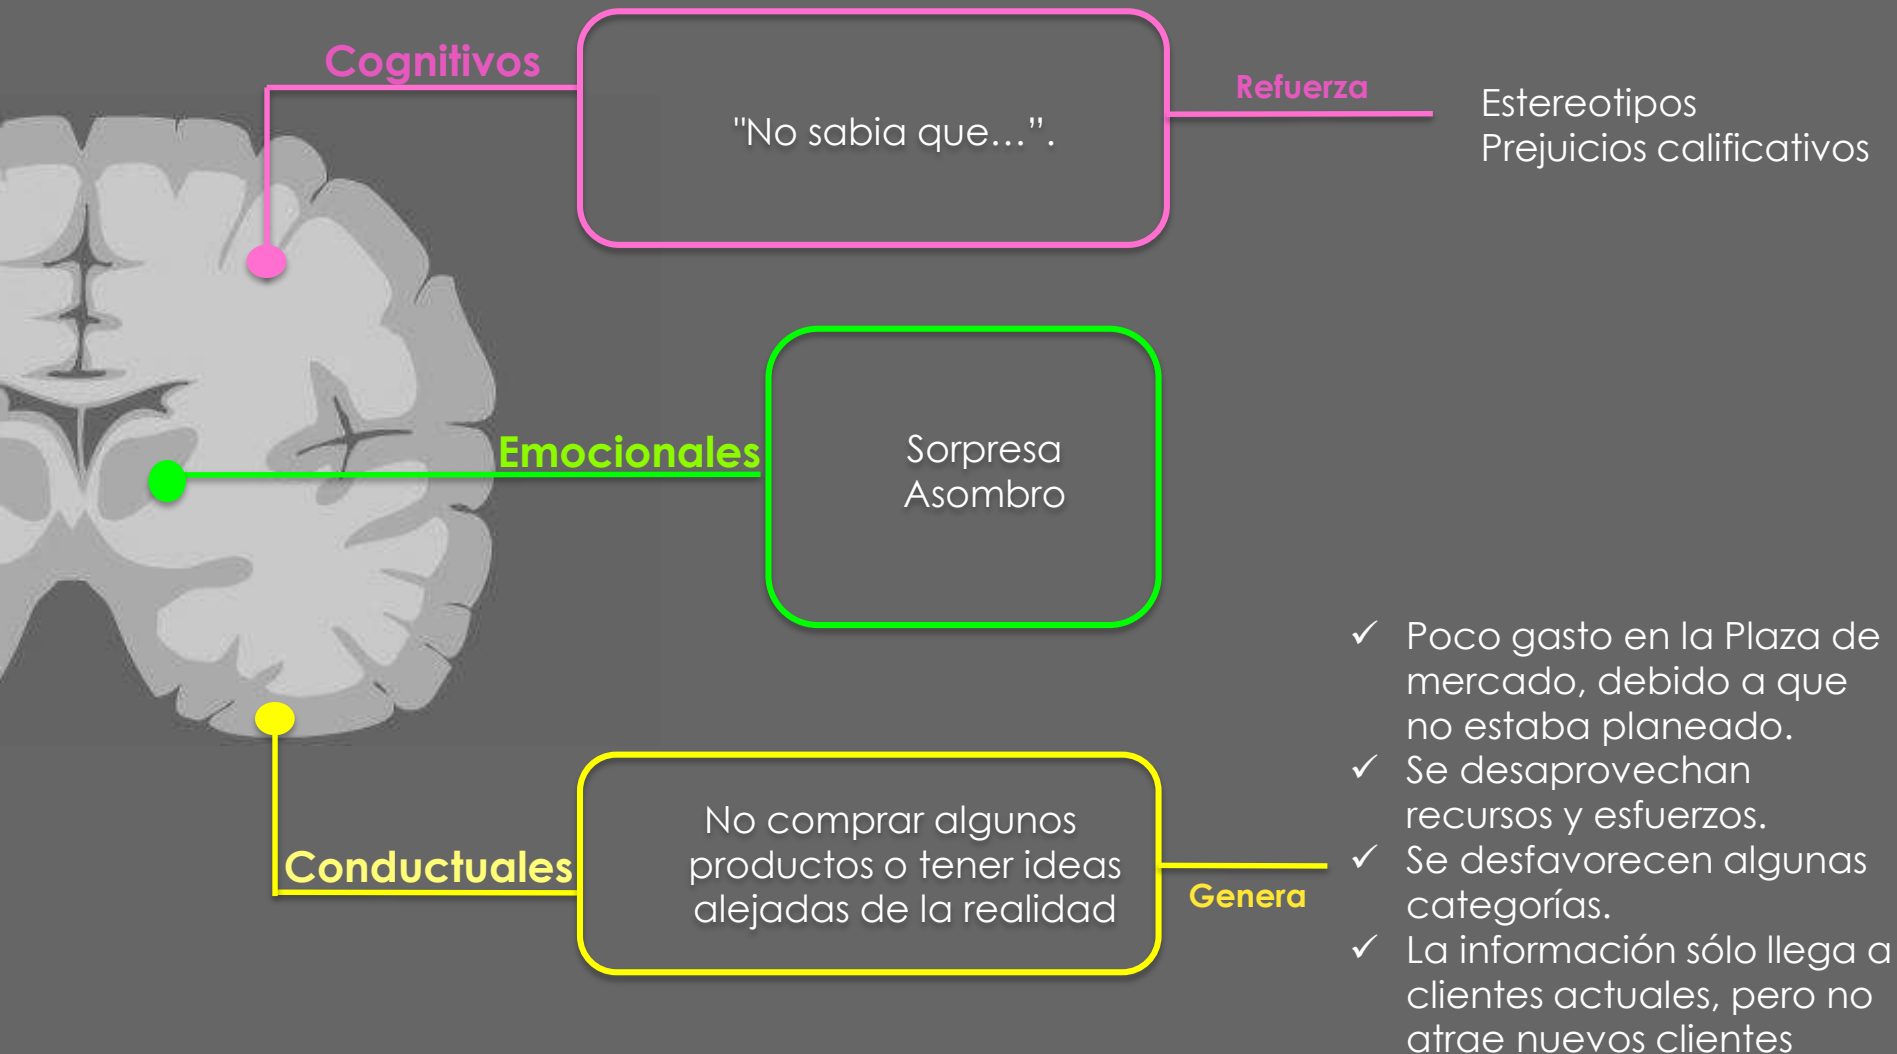 Cognitivos
"No sabia que…”.
Refuerza
Estereotipos
Prejuicios calificativos
Emocionales
Sorpresa
Asombro
Conductuales
No comprar algunos
productos o tener ideas
alejadas de la realidad
Genera
✓ Poco gasto en la Plaza de
mercado, debido a que
no estaba planeado.
✓ Se desaprovechan
recursos y esfuerzos.
✓ Se desfavorecen algunas
categorías.
✓ La información sólo llega a
clientes actuales, pero no
atrae nuevos clientes